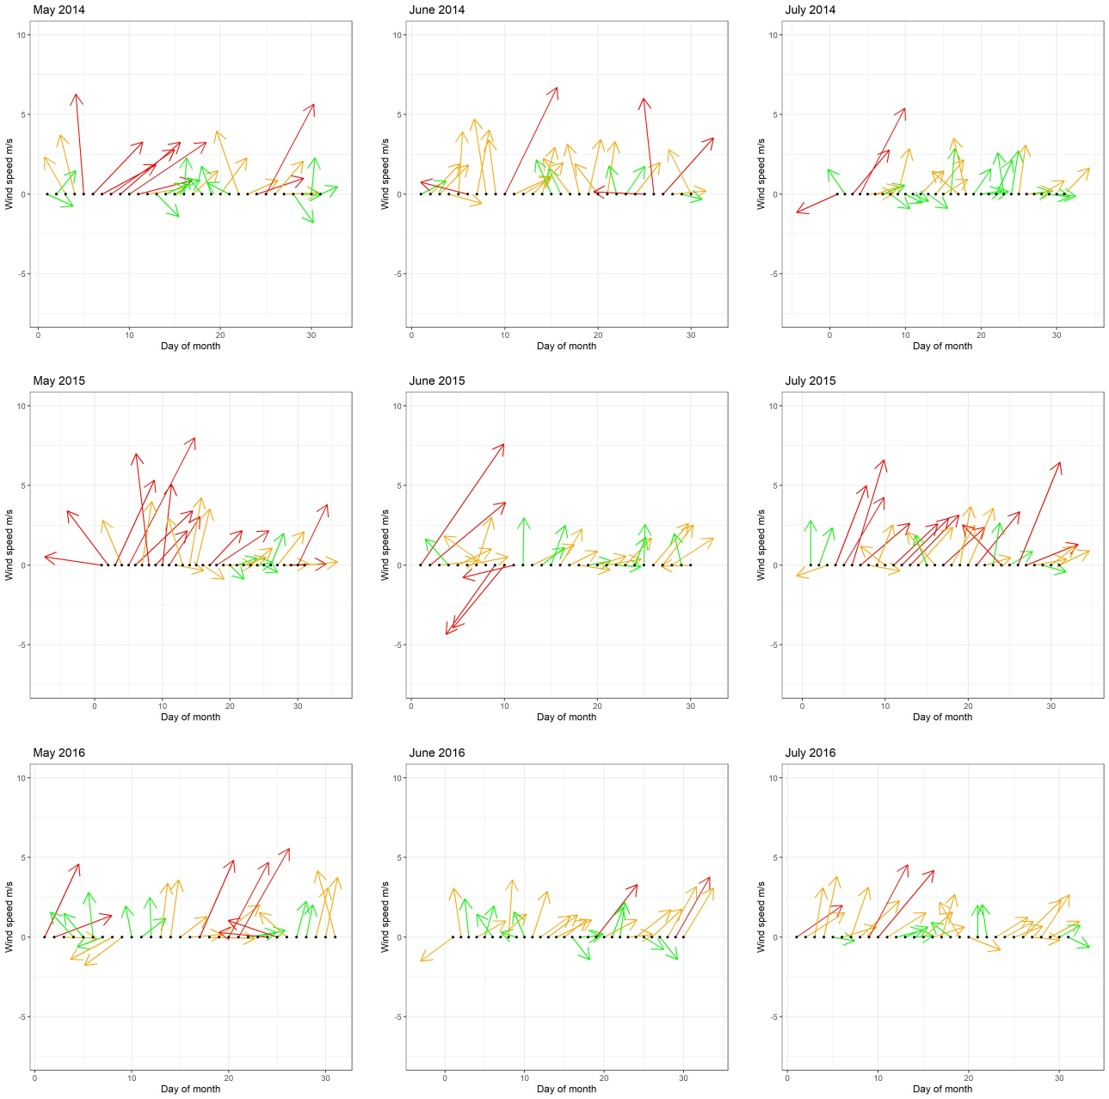 May 2014
10
5
0
-5
Wind speed m/s
0 10 20 30
Day of month
June 2014
10
5
0
-5
Wind speed m/s
0 10 20 30
Day of month
July 2014
10
5
0
-5
Wind speed m/s
0 10 20 30
Day of month
May 2015
10
5
0
-5
Wind speed m/s
0 10 20 30
Day of month
June 2015
10
5
0
-5
Wind speed m/s
0 10 20 30
Day of month
July 2015
10
5
0
-5
Wind speed m/s
0 10 20 30
Day of month
May 2016
10
5
0
-5
Wind speed m/s
0 10 20 30
Day of month
June 2016
10
5
0
-5
Wind speed m/s
0 10 20 30
Day of month
July 2016
10
5
0
-5
Wind speed m/s
0 10 20 30
Day of month